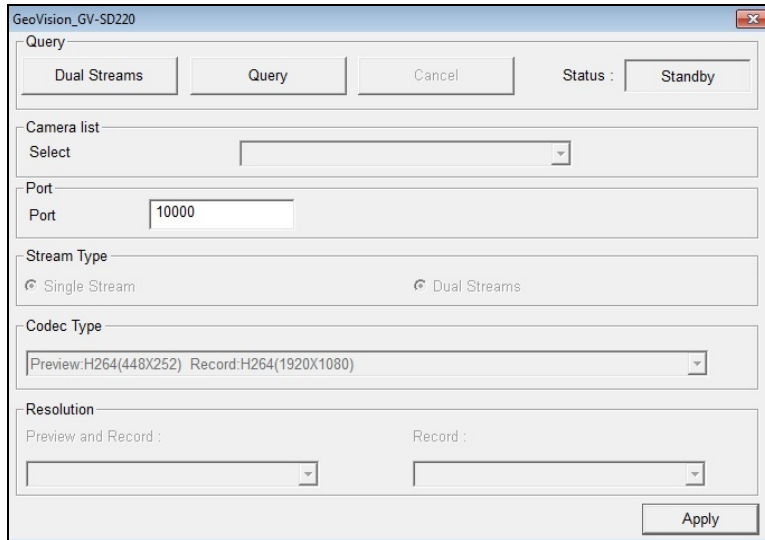 GeoVision_GV-SD220
Query
Dual Streams Query Cancel Status : Standby
Camera list
Select
Port
Port 10000
Stream Type
Single Stream Dual Streams
Codec Type
Preview:H264(448X252) Record:H264(1920X1080)
Resolution
Preview and Record : Record :
Apply